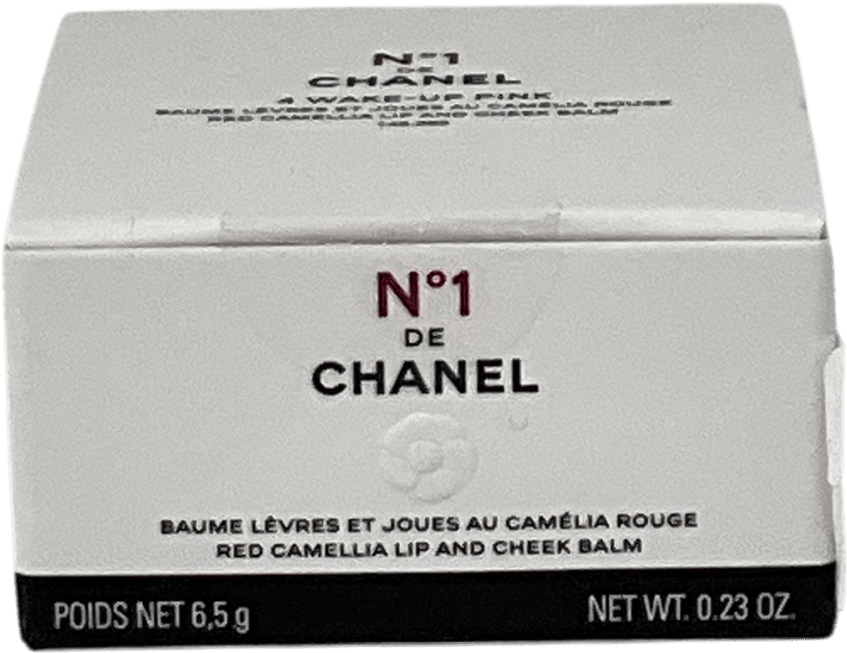 N°1
DE
CHANEL
4 WAKE-UP PINK
BAUME LÈVRES ET JOUES AU CAMÉLIA ROUGE
RED CAMELLIA LIP AND CHEEK BALM
N°1
DE
CHANEL
BAUME LÈVRES ET JOUES AU CAMÉLIA ROUGE
RED CAMELLIA LIP AND CHEEK BALM
POIDS NET 6,5 g
NET WT. 0.23 OZ.